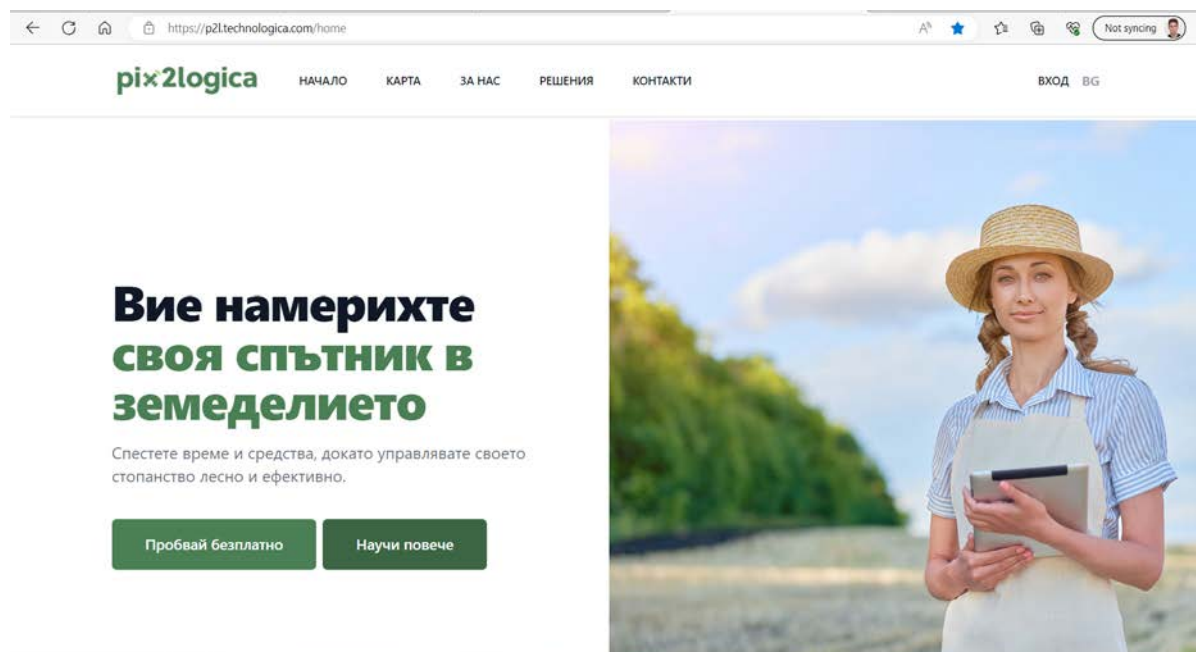 https://p2l.technologica.com/home
Not syncing
pix2logica
НАЧАЛО КАРТА ЗА НАС РЕШЕНИЯ КОНТАКТИ
ВХОД BG
Вие намерихте
своя спътник в
земеделието
Спестете време и средства, докато управлявате своето
стопанство лесно и ефективно.
Пробвай безплатно
Научи повече